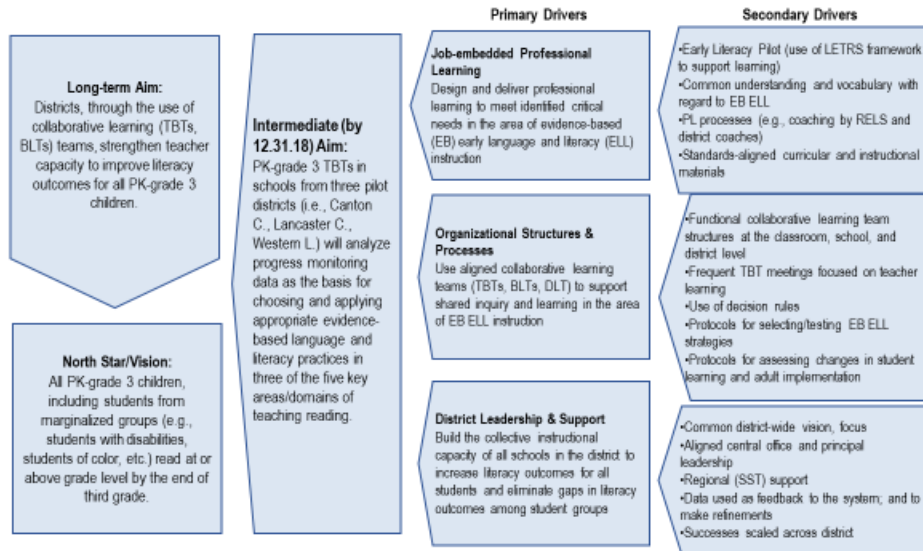 Primary Drivers
Secondary Drivers
Long-term Aim:
Districts, through the use of
collaborative learning (TBTs,
BLTs) teams, strengthen teacher
capacity to improve literacy
outcomes for all PK-grade 3
children.
North Star/Vision:
All PK-grade 3 children,
including students from
marginalized groups (e.g.,
students with disabilities,
students of color, etc.) read at or
above grade level by the end of
third grade.
Intermediate (by
12.31.18) Aim:
PK-grade 3 TBTs in
schools from three pilot
districts (i.e., Canton
C., Lancaster C.,
Western L.) will analyze
progress monitoring
data as the basis for
choosing and applying
appropriate evidence-
based language and
literacy practices in
three of the five key
areas/domains of
teaching reading.
Job-embedded Professional
Learning
Design and deliver professional
learning to meet identified critical
needs in the area of evidence-based
(EB) early language and literacy (ELL)
instruction
Organizational Structures &
Processes
Use aligned collaborative learning
teams (TBTs, BLTs, DLT) to support
shared inquiry and learning in the area
of EB ELL instruction
District Leadership & Support
Build the collective instructional
capacity of all schools in the district to
increase literacy outcomes for all
students and eliminate gaps in literacy
outcomes among student groups
•Early Literacy Pilot (use of LETRS framework
to support learning)
•Common understanding and vocabulary with
regard to EB ELL
•PL processes (e.g., coaching by RELS and
district coaches)
•Standards-aligned curricular and instructional
materials
•Functional collaborative learning team
structures at the classroom, school, and
district level
•Frequent TBT meetings focused on teacher
learning
•Use of decision rules
•Protocols for selecting/testing EB ELL
strategies
•Protocols for assessing changes in student
learning and adult implementation
•Common district-wide vision, focus
•Aligned central office and principal
leadership
•Regional (SST) support
•Data used as feedback to the system; and to
make refinements
•Successes scaled across district